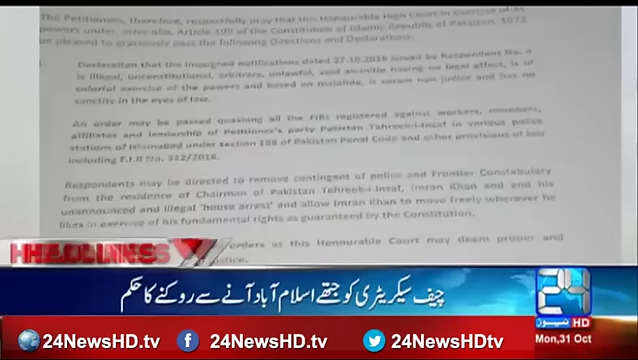 The Petitioners, therefore, respectfully pray that this Honourable High Court in exercise of its
powers under, inter-alia, Article 199 of the Constitution of Islamic Republic of Pakistan, 1973
be pleased to graciously pass the following Directions and Declarations.
Declaration that the impugned notifications dated 27.10.2016 issued by Respondent No. 4
is illegal, unconstitutional, arbitrary, unlawful, void ab-initio having no legal effect, is of
colorful exercise of the powers and based on malafide, is coram non judice and has no
sanctity in the eyes of law.
An order may be passed quashing all the FIRs registered against workers, members,
affiliates and leadership of Petitioner's party Pakistan Tahreek-i-Insaf in various police
stations of Islamabad under section 188 of Pakistan Penal Code and other provisions of law
including F.I.R No. 312/2016.
Respondents may be directed to remove contingent of police and Frontier Constabulary
from the residence of Chairman of Pakistan Tehreek-i-Insaf, Imran Khan and end his
unannounced and illegal 'house arrest' and allow Imran Khan to move freely wherever he
likes in exercise of his fundamental rights as guaranteed by the Constitution.
orders as this Honourable Court may deem proper and
justice.
HEADLINES
چیف سیکریٹری کو جتھے اسلام آباد آنے سے روکنے کا حکم
24
نیوز HD
Mon,31 Oct
24NewsHD.tv
24NewsHD.tv
24NewsHDtv